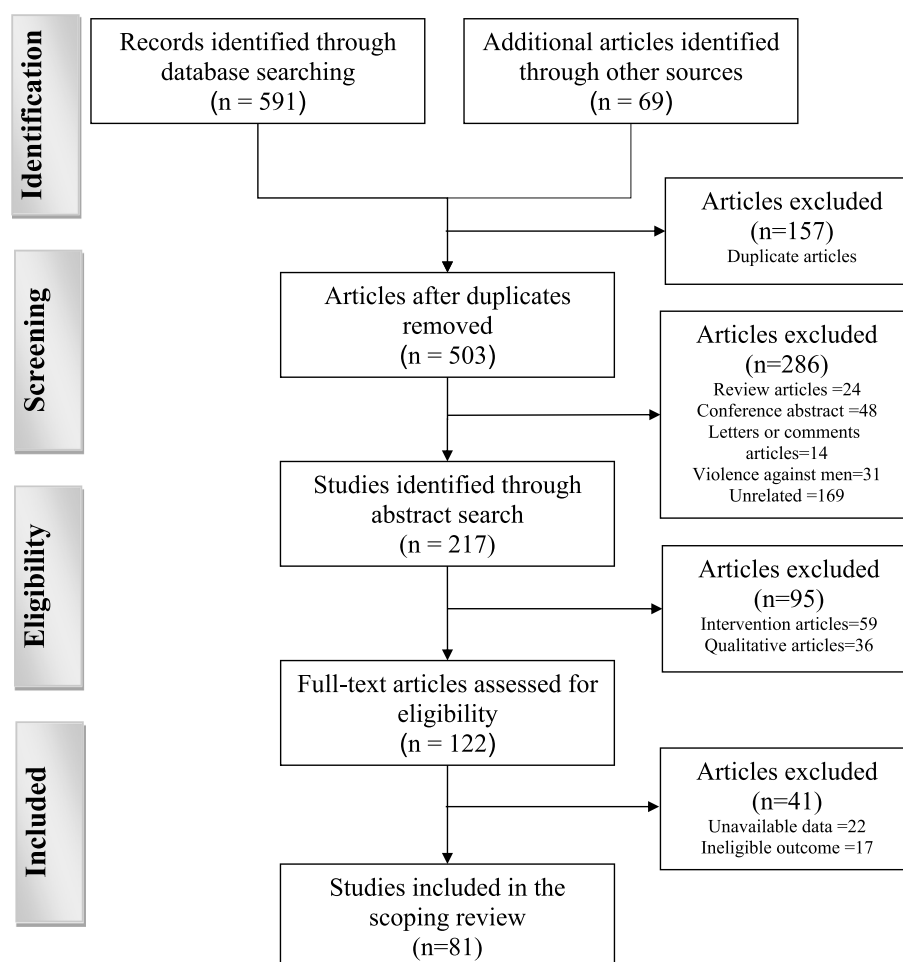 Identification
Records identified through
database searching
(n = 591)
Additional articles identified
through other sources
(n = 69)
Articles excluded
(n=157)
Duplicate articles
Screening
Articles after duplicates
removed
(n = 503)
Articles excluded
(n=286)
Review articles =24
Conference abstract =48
Letters or comments
articles=14
Violence against men=31
Unrelated =169
Studies identified through
abstract search
(n = 217)
Eligibility
Articles excluded
(n=95)
Intervention articles=59
Qualitative articles=36
Full-text articles assessed for
eligibility
(n = 122)
Included
Articles excluded
(n=41)
Unavailable data =22
Ineligible outcome =17
Studies included in the
scoping review
(n=81)